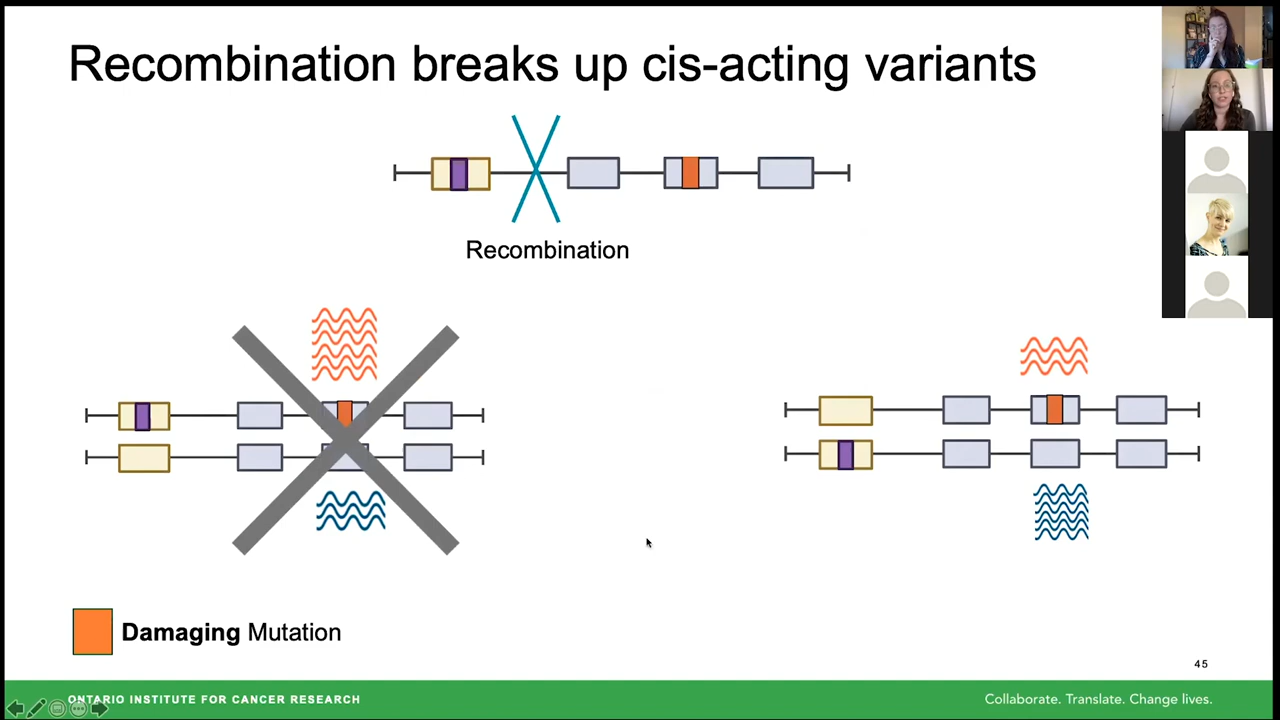 Recombination breaks up cis-acting variants
Recombination
Damaging Mutation
45
ONTARIO INSTITUTE FOR CANCER RESEARCH
Collaborate. Translate. Change lives.